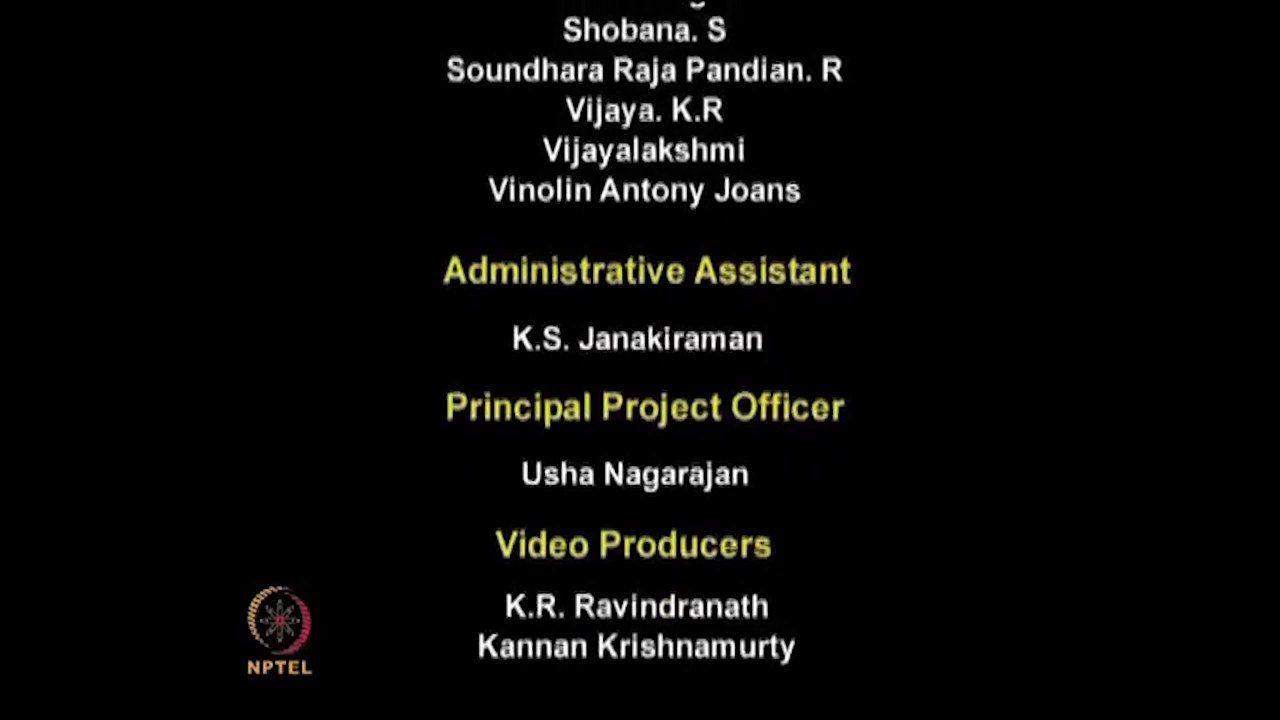 Shobana. S
Soundhara Raja Pandian. R
Vijaya. K.R
Vijayalakshmi
Vinolin Antony Joans
Administrative Assistant
K.S. Janakiraman
Principal Project Officer
Usha Nagarajan
Video Producers
K.R. Ravindranath
Kannan Krishnamurty
NPTEL